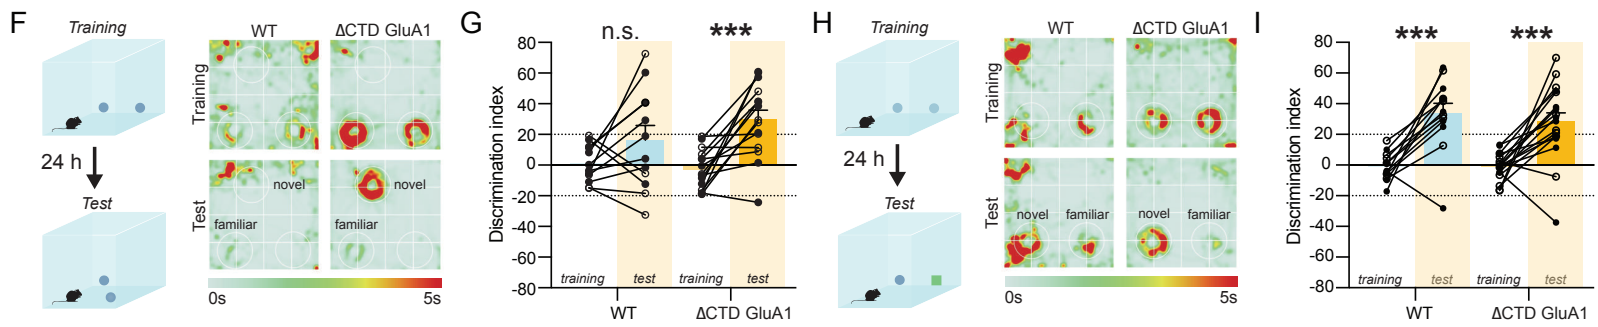 F
Training
24 h
Test
WT
ΔCTD GluA1
Training
Test
novel
novel
familiar
familiar
0s
5s
G
n.s.
***
Discrimination index
80
60
40
20
0
-20
-40
-60
-80
training
test
training
test
WT
ΔCTD GluA1
H
Training
24 h
Test
WT
ΔCTD GluA1
Training
Test
novel
familiar
novel
familiar
0s
5s
I
***
***
Discrimination index
80
60
40
20
0
-20
-40
-60
-80
training
test
training
test
WT
ΔCTD GluA1